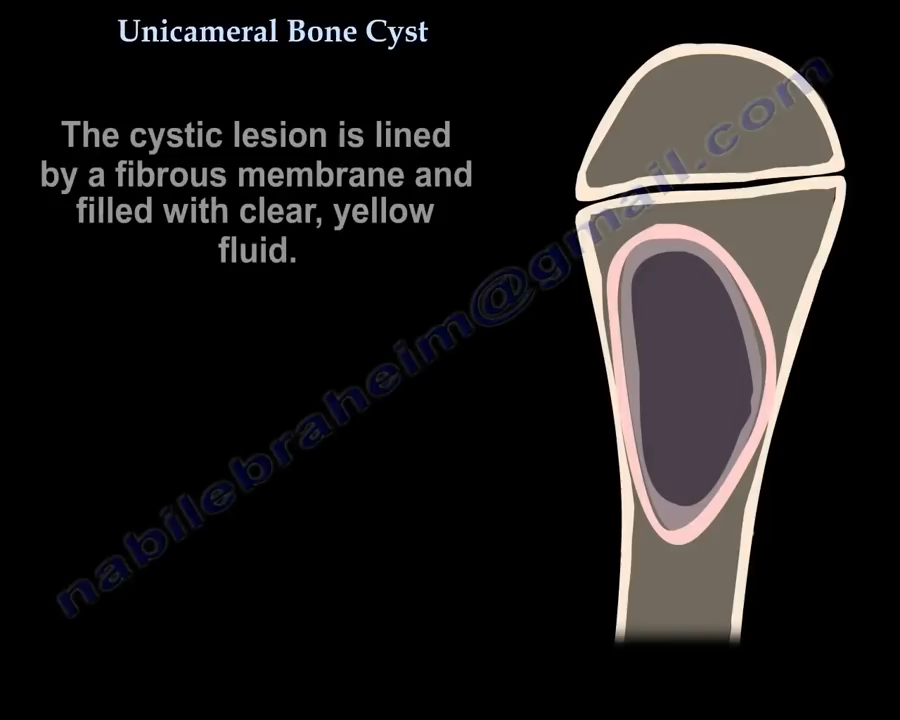 Unicameral Bone Cyst
The cystic lesion is lined
by a fibrous membrane and
filled with clear, yellow
fluid.
nabilebraheim@gmail.com